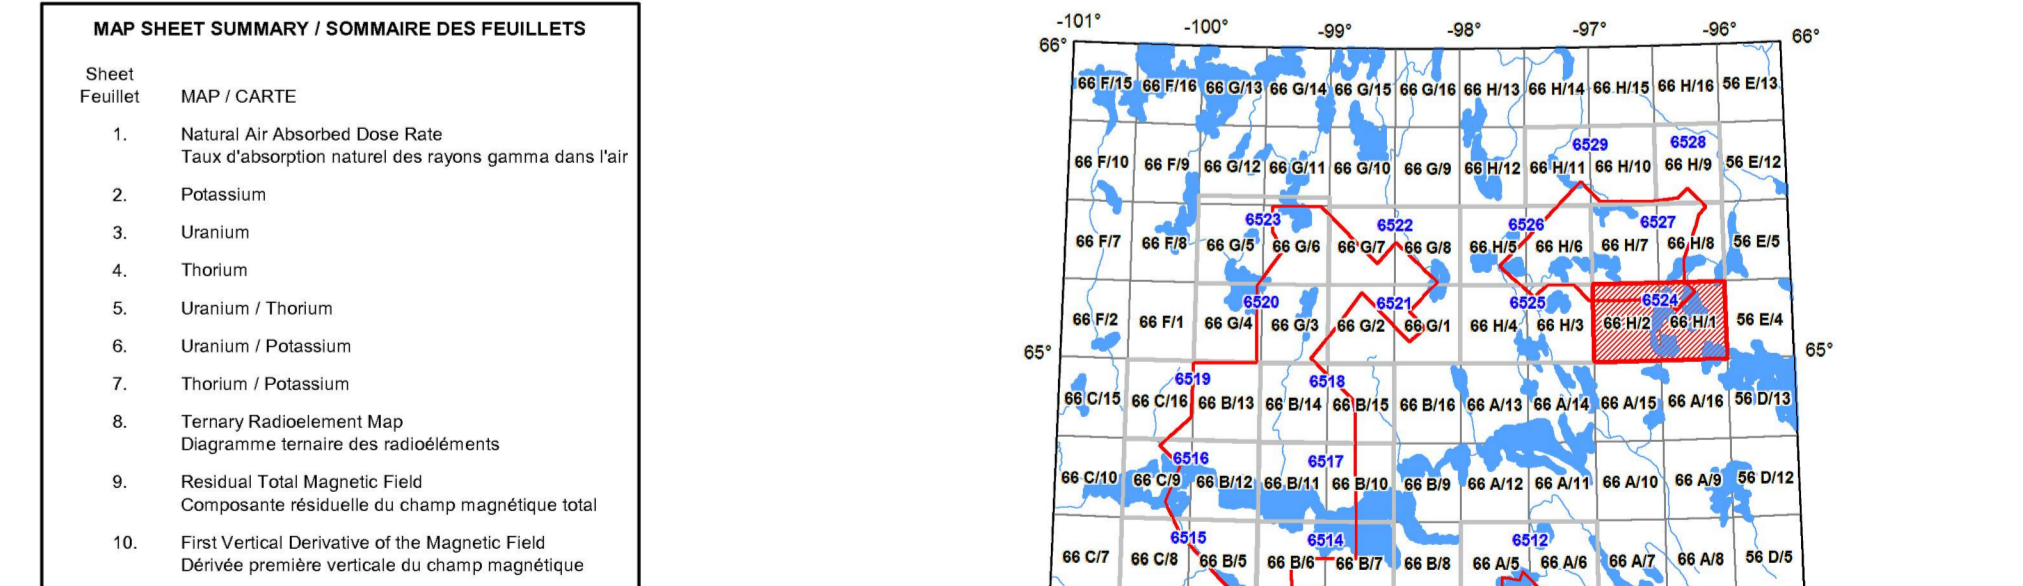 MAP SHEET SUMMARY / SOMMAIRE DES FEUILLETS
Sheet
Feuillet MAP / CARTE
1. Natural Air Absorbed Dose Rate
Taux d'absorption naturel des rayons gamma dans l'air
2. Potassium
3. Uranium
4. Thorium
5. Uranium / Thorium
6. Uranium / Potassium
7. Thorium / Potassium
8. Ternary Radioelement Map
Diagramme ternaire des radioéléments
9. Residual Total Magnetic Field
Composante résiduelle du champ magnétique total
10. First Vertical Derivative of the Magnetic Field
Dérivée première verticale du champ magnétique
-101° -100° -99° -98° -97° -96°
66° 66°
66 F/15 66 F/16 66 G/13 66 G/14 66 G/15 66 G/16 66 H/13 66 H/14 66 H/15 66 H/16 56 E/13
6529 6528
66 F/10 66 F/9 66 G/12 66 G/11 66 G/10 66 G/9 66 H/12 66 H/11 66 H/10 66 H/9 56 E/12
6523 6522 6526 6527
66 F/7 66 F/8 66 G/5 66 G/6 66 G/7 66 G/8 66 H/5 66 H/6 66 H/7 66 H/8 56 E/5
6520 6521 6525 6524
66 F/2 66 F/1 66 G/4 66 G/3 66 G/2 66 G/1 66 H/4 66 H/3 66 H/2 66 H/1 56 E/4
65° 65°
6519 6518
66 C/15 66 C/16 66 B/13 66 B/14 66 B/15 66 B/16 66 A/13 66 A/14 66 A/15 66 A/16 56 D/13
6516 6517
66 C/10 66 C/9 66 B/12 66 B/11 66 B/10 66 B/9 66 A/12 66 A/11 66 A/10 66 A/9 56 D/12
6515 6514 6512
66 C/7 66 C/8 66 B/5 66 B/6 66 B/7 66 B/8 66 A/5 66 A/6 66 A/7 66 A/8 56 D/5